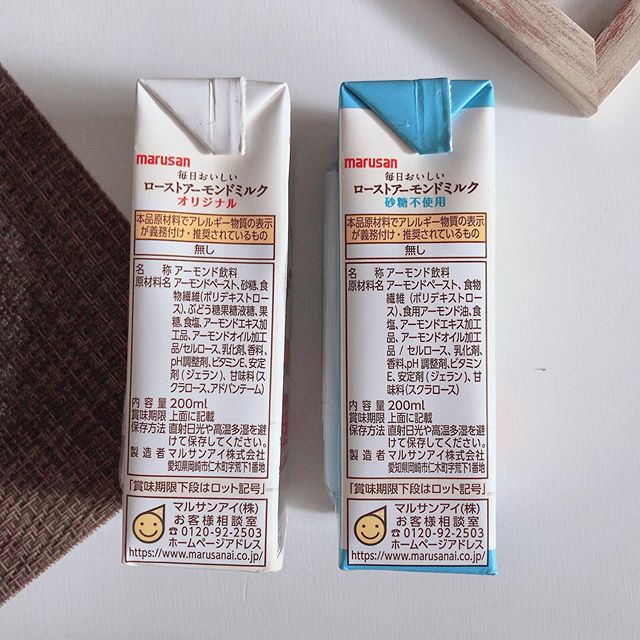 marusan
毎日おいしい
ローストアーモンドミルク
オリジナル
本品原材料でアレルギー物質の表示
が義務付け・推奨されているもの
無し
名 称 アーモンド飲料
原材料名 アーモンドペースト、砂糖、食
物繊維(ポリデキストロー
ス)、ぶどう糖果糖液糖、果
糖、食塩、アーモンドエキス加
工品、アーモンドオイル加工
品/セルロース、乳化剤、香料、
pH調整剤、ビタミンE、安定
剤(ジェラン)、甘味料(ス
クラロース、アドバンテーム)
内 容 量 200ml
賞味期限 上面に記載
保存方法 直射日光や高温多湿を避
けて保存してください。
製 造 者 マルサンアイ株式会社
愛知県岡崎市仁木町字荒下1番地
「賞味期限下段はロット記号」
マルサンアイ(株)
お客様相談室
☎0120-92-2503
ホームページアドレス
https://www.marusanai.co.jp/
marusan
毎日おいしい
ローストアーモンドミルク
砂糖不使用
本品原材料でアレルギー物質の表示
が義務付け・推奨されているもの
無し
名 称 アーモンド飲料
原材料名 アーモンドペースト、食物
繊維(ポリデキストロー
ス)、食用アーモンド油、食
塩、アーモンドエキス加工
品、アーモンドオイル加工
品/セルロース、乳化剤、
香料、pH調整剤、ビタミン
E、安定剤(ジェラン)、甘
味料(スクラロース)
内 容 量 200ml
賞味期限 上面に記載
保存方法 直射日光や高温多湿を避
けて保存してください。
製 造 者 マルサンアイ株式会社
愛知県岡崎市仁木町字荒下1番地
「賞味期限下段はロット記号」
マルサンアイ(株)
お客様相談室
☎0120-92-2503
ホームページアドレス
https://www.marusanai.co.jp/